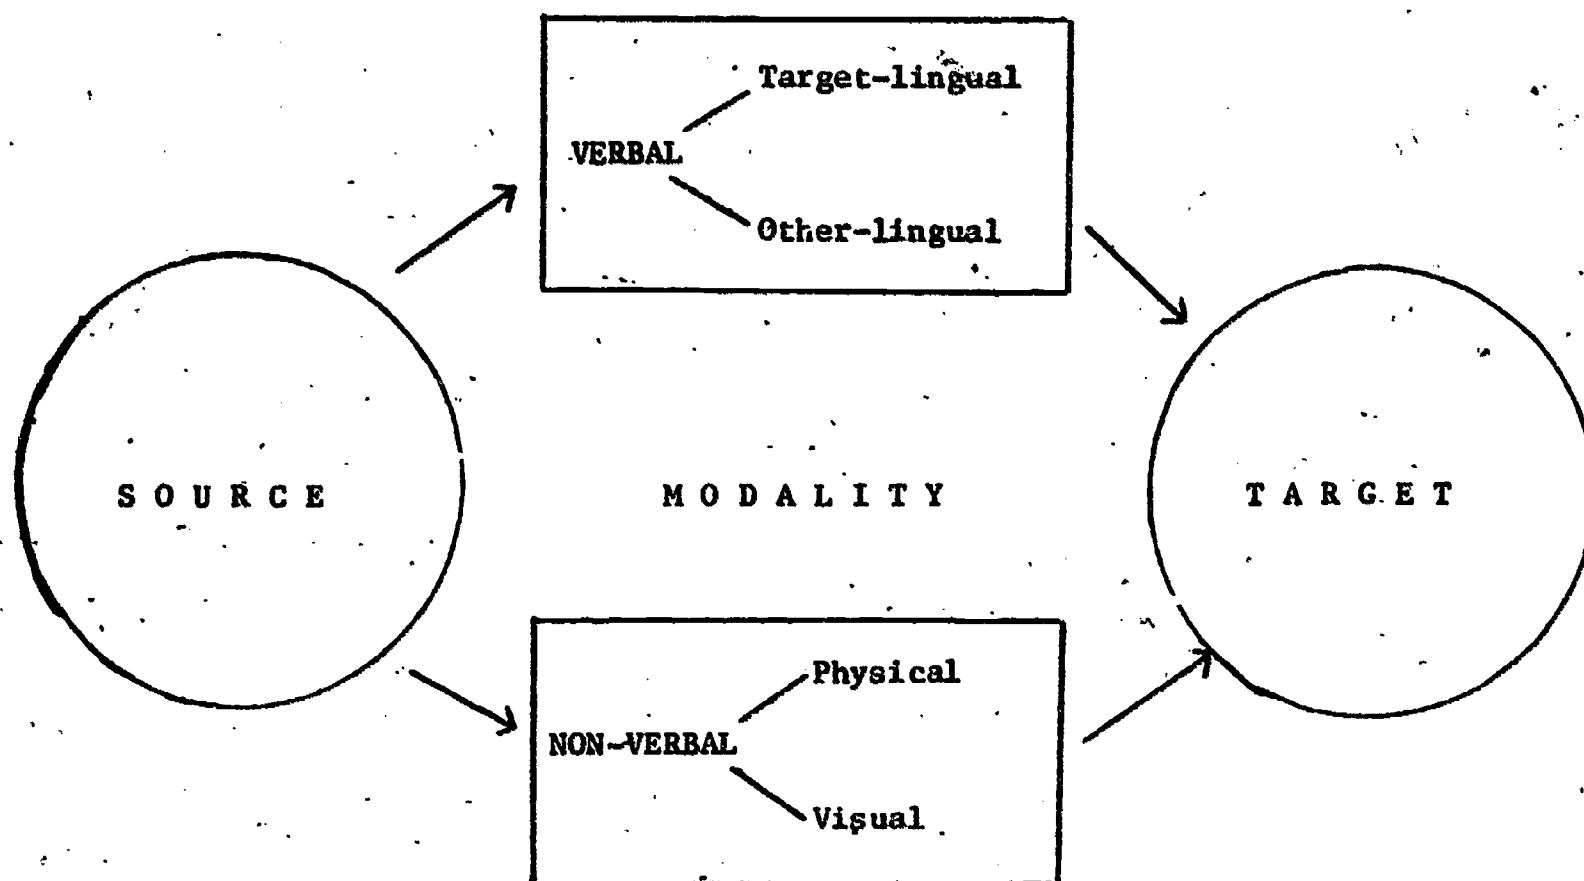 Target-lingual
VERBAL
Other-lingual
SOURCE MODALITY TARGET
Physical
NON-VERBAL
Visual